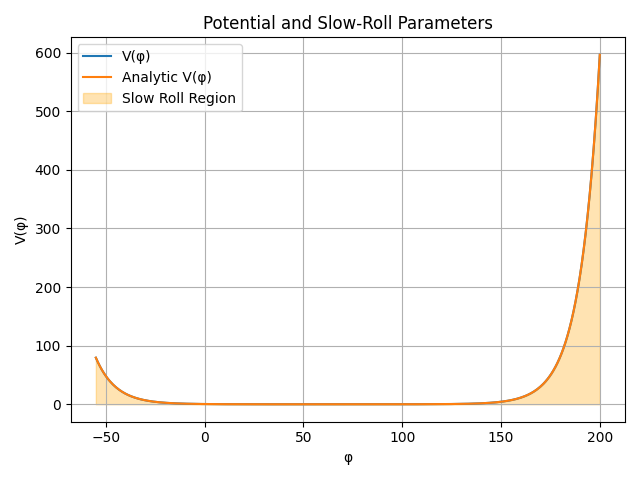 Potential and Slow-Roll Parameters
V(φ)
Analytic V(φ)
Slow Roll Region
600
500
400
300
200
100
0
V(φ)
−50
0
50
100
150
200
φ